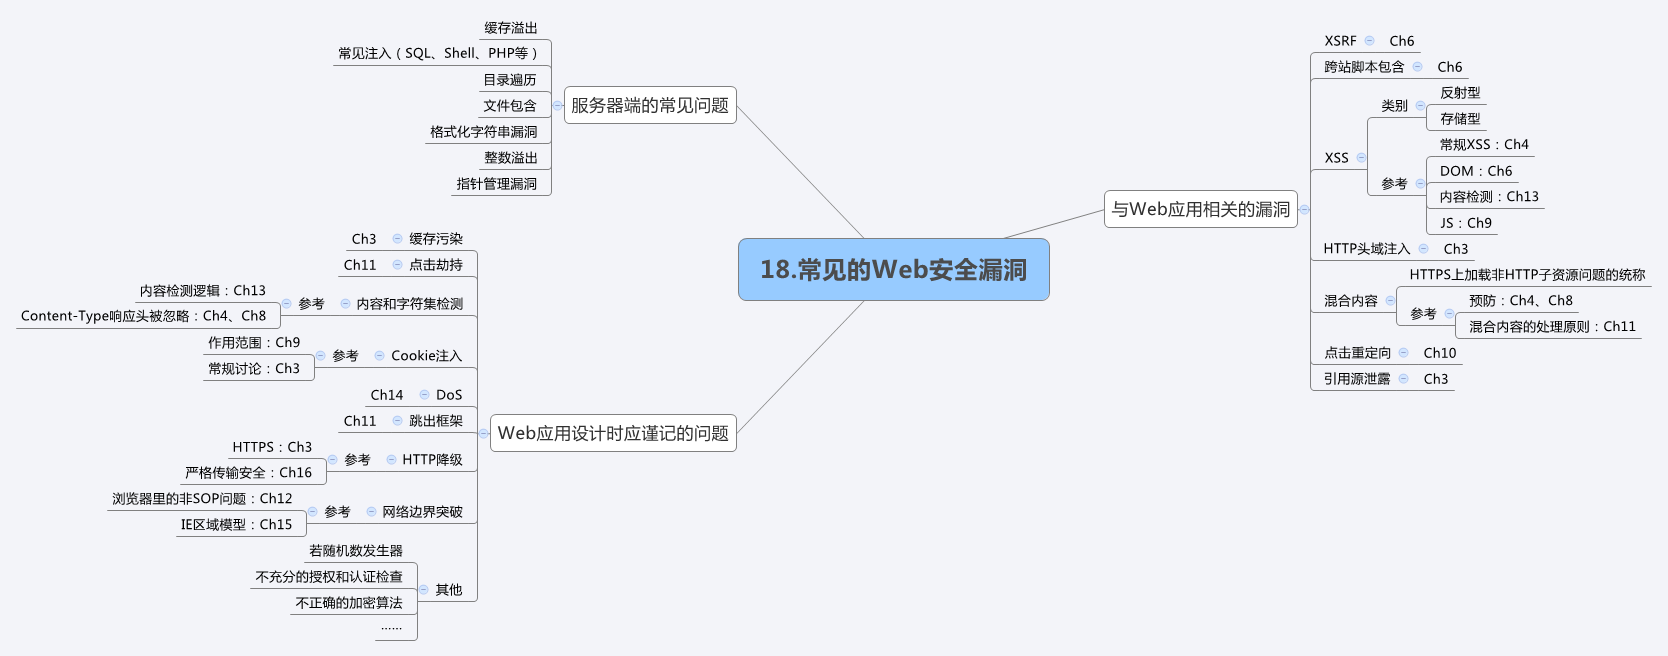 18.常见的Web安全漏洞
与Web应用相关的漏洞
XSRF
Ch6
跨站脚本包含
Ch6
XSS
类别
反射型
存储型
参考
常规XSS：Ch4
DOM：Ch6
内容检测：Ch13
JS：Ch9
HTTP头域注入
Ch3
混合内容
HTTPS上加载非HTTP子资源问题的统称
参考
预防：Ch4、Ch8
混合内容的处理原则：Ch11
点击重定向
Ch10
引用源泄露
Ch3
服务器端的常见问题
缓存溢出
常见注入（SQL、Shell、PHP等）
目录遍历
文件包含
格式化字符串漏洞
整数溢出
指针管理漏洞
Web应用设计时应谨记的问题
缓存污染
Ch3
点击劫持
Ch11
内容和字符集检测
参考
内容检测逻辑：Ch13
Content-Type响应头被忽略：Ch4、Ch8
Cookie注入
参考
作用范围：Ch9
常规讨论：Ch3
DoS
Ch14
跳出框架
Ch11
HTTP降级
参考
HTTPS：Ch3
严格传输安全：Ch16
网络边界突破
参考
浏览器里的非SOP问题：Ch12
IE区域模型：Ch15
其他
若随机数发生器
不充分的授权和认证检查
不正确的加密算法
……